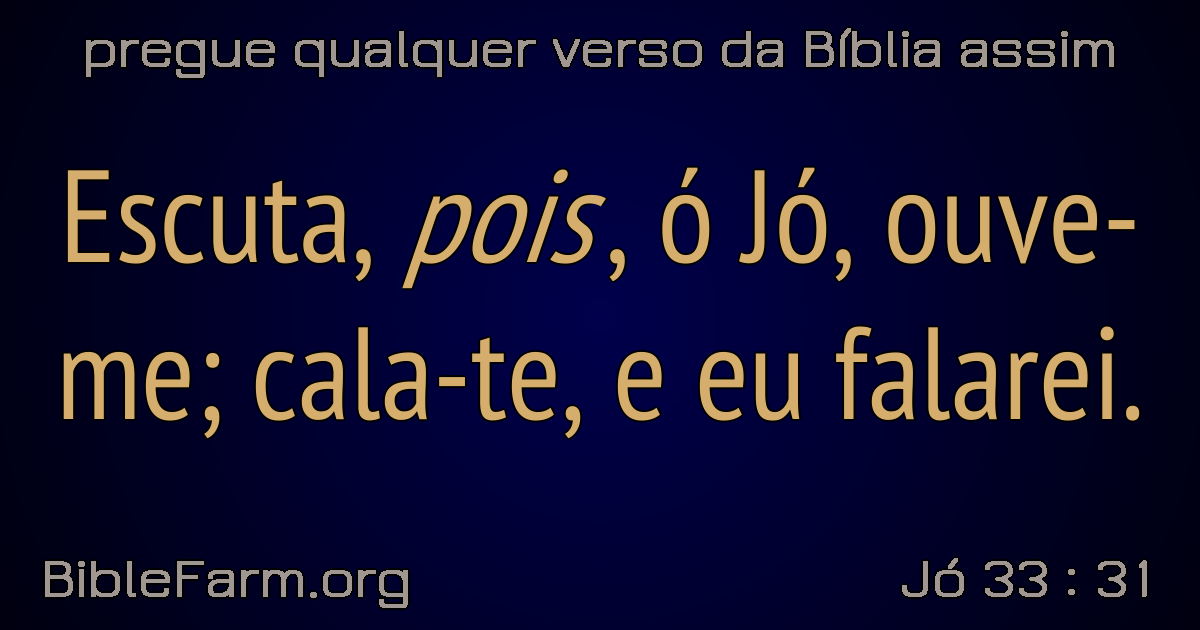 pregue qualquer verso da Bíblia assim
Escuta, pois, ó Jó, ouve-
me; cala-te, e eu falarei.
BibleFarm.org
Jó 33 : 31